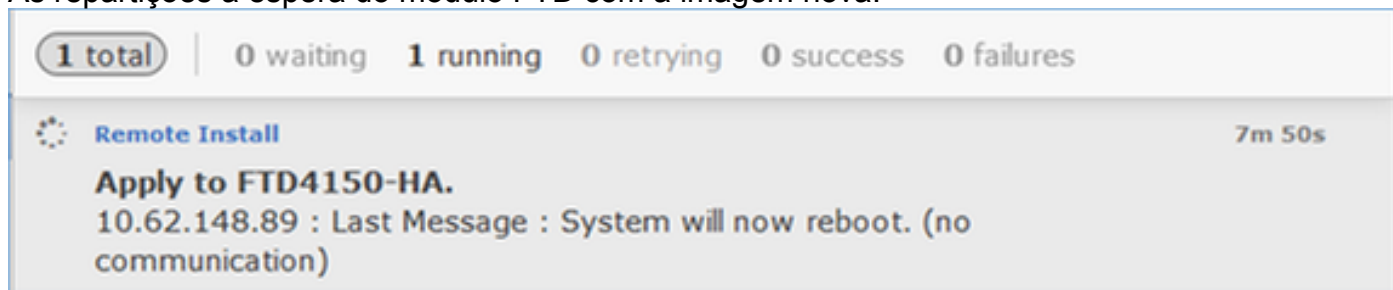 1 total 0 waiting 1 running 0 retrying 0 success 0 failures
Remote Install 7m 50s
Apply to FTD4150-HA.
10.62.148.89 : Last Message : System will now reboot. (no
communication)